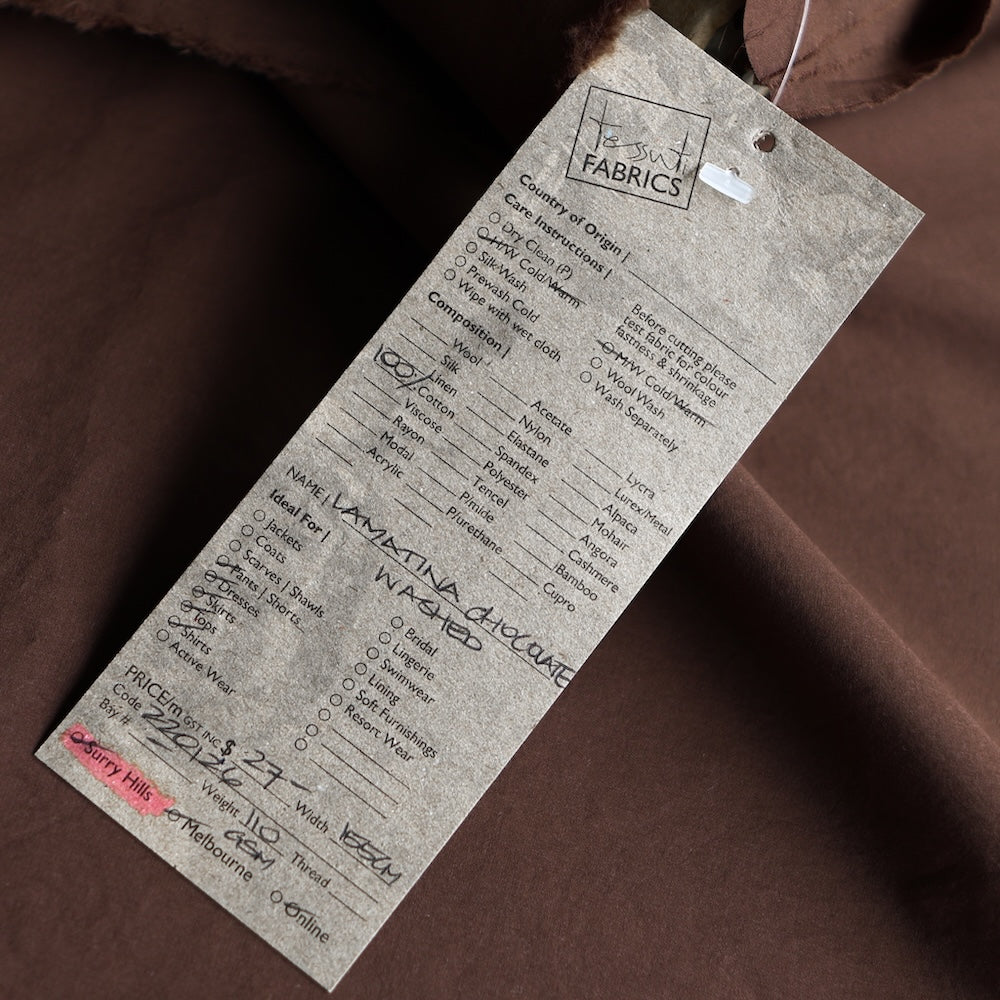 tessuti
FABRICS
Country of Origin |
Care Instructions |
Dry Clean (P)
H/W Cold/Warm
Silk Wash
Prewash Cold
Wipe with wet cloth
Before cutting please
test fabric for colour
fastness & shrinkage
M/W Cold/Warm
Wool Wash
Wash Separately
Composition |
Wool
Silk
Linen
100% Cotton
Viscose
Rayon
Modal
Acrylic
Acetate
Nylon
Elastane
Spandex
Polyester
Tencel
P/mide
P/urethane
Lycra
Lurex/Metal
Alpaca
Mohair
Angora
Cashmere
Bamboo
Cupro
NAME | LAMATINA CHOCOLATE
WASHED
Ideal For |
Jackets
Coats
Scarves | Shawls
Pants | Shorts
Dresses
Skirts
Tops
Shirts
Active Wear
Bridal
Lingerie
Swimwear
Lining
Soft Furnishings
Resort Wear
PRICE/m GST INC $ 27-
Code 220126 Width 155CM
Bay # Weight 110 GSM Thread
Surry Hills Melbourne Online